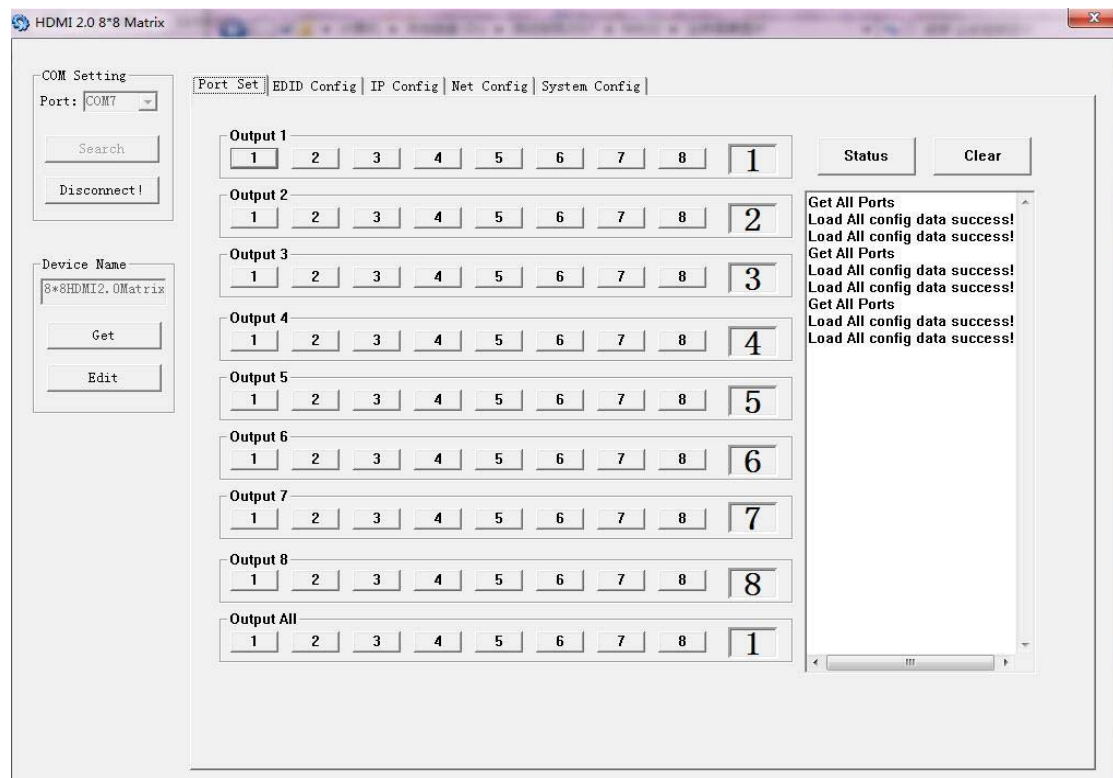 HDMI 2.0 8*8 Matrix
x
COM Setting
Port: COM7
Search
Disconnect!
Device Name
8*8HDMI2.0Matrix
Get
Edit
Port Set EDID Config IP Config Net Config System Config
Output 1
1 2 3 4 5 6 7 8 1
Output 2
1 2 3 4 5 6 7 8 2
Output 3
1 2 3 4 5 6 7 8 3
Output 4
1 2 3 4 5 6 7 8 4
Output 5
1 2 3 4 5 6 7 8 5
Output 6
1 2 3 4 5 6 7 8 6
Output 7
1 2 3 4 5 6 7 8 7
Output 8
1 2 3 4 5 6 7 8 8
Output All
1 2 3 4 5 6 7 8 1
Status Clear
Get All Ports
Load All config data success!
Load All config data success!
Get All Ports
Load All config data success!
Load All config data success!
Get All Ports
Load All config data success!
Load All config data success!